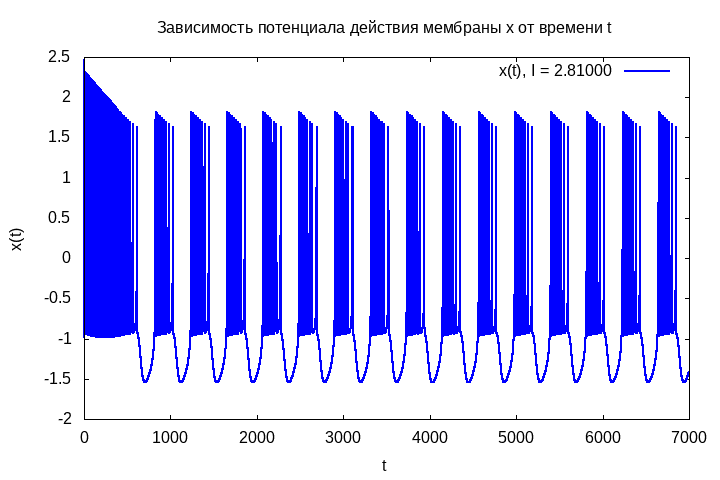 Зависимость потенциала действия мембраны x от времени t
x(t), I = 2.81000
2.5
2
1.5
1
0.5
0
-0.5
-1
-1.5
-2
x(t)
0 1000 2000 3000 4000 5000 6000 7000
t